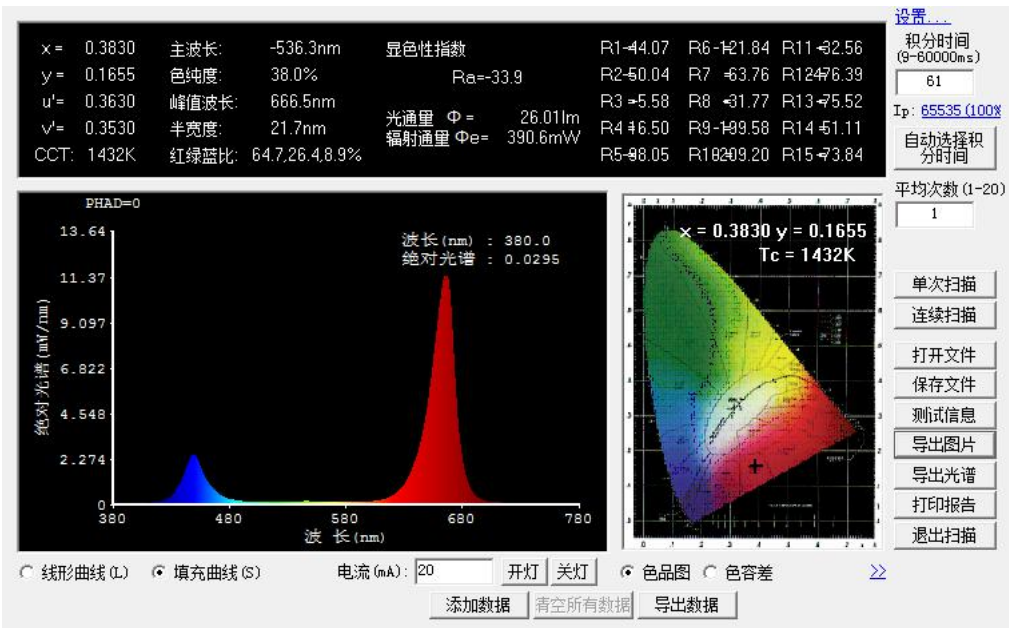 设置...
x = 0.3830 主波长: -536.3nm 显色性指数 R1-44.07 R6-121.84 R11-32.56
y = 0.1655 色纯度: 38.0% Ra=-33.9 R2-50.04 R7 -63.76 R12-476.39
u'= 0.3630 峰值波长: 666.5nm R3 -5.58 R8 -31.77 R13-75.52
v'= 0.3530 半宽度: 21.7nm 光通量 Φ = 26.01lm R4 R9 R14
辐射通量 Φe= 390.6mW
CCT: 1432K 红绿蓝比: 64.7,26.4,8.9% R5-98.05 R10 R15-73.84
积分时间
(9-60000ms)
61
Ip: 65535 (100%
自动选择积
分时间
平均次数 (1-20)
1
PHAD=0
波长(nm) : 380.0
绝对光谱 : 0.0295
绝对光谱(mW/nm)
13.64
11.37
9.097
6.822
4.548
2.274
0
380 480 580 680 780
波 长(nm)
x = 0.3830 y = 0.1655
Tc = 1432K
单次扫描
连续扫描
打开文件
保存文件
测试信息
导出图片
导出光谱
打印报告
退出扫描
线形曲线(L) 填充曲线(S) 电流(mA): 20 开灯 关灯 色品图 色容差 >>
添加数据 清空所有数据 导出数据